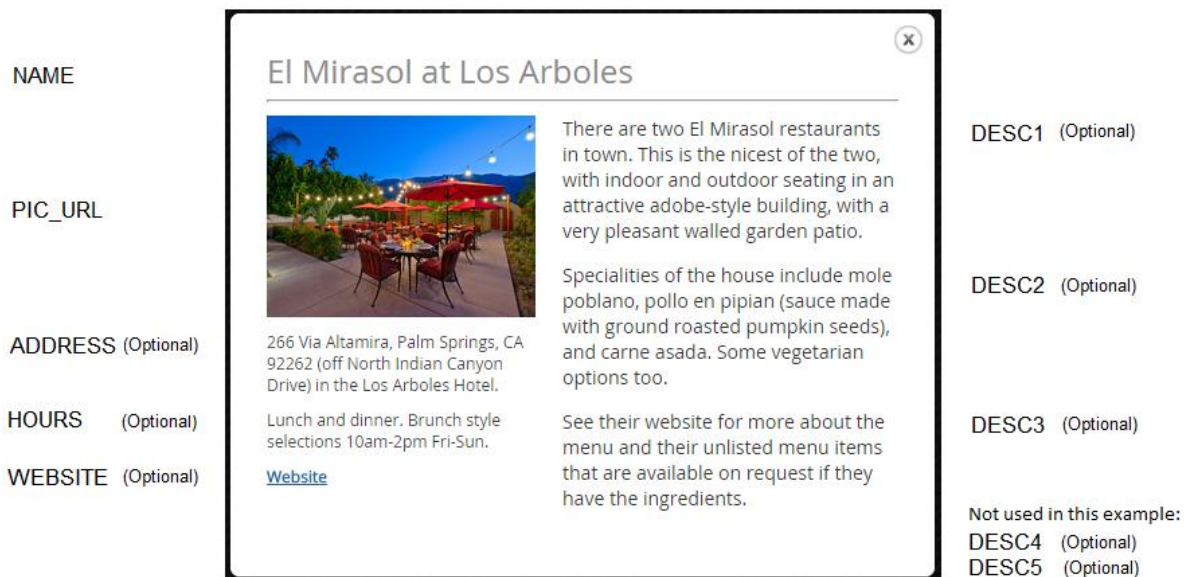 NAME
PIC_URL
ADDRESS (Optional)
HOURS (Optional)
WEBSITE (Optional)
x
El Mirasol at Los Arboles
266 Via Altamira, Palm Springs, CA
92262 (off North Indian Canyon
Drive) in the Los Arboles Hotel.
Lunch and dinner. Brunch style
selections 10am-2pm Fri-Sun.
Website
There are two El Mirasol restaurants
in town. This is the nicest of the two,
with indoor and outdoor seating in an
attractive adobe-style building, with a
very pleasant walled garden patio.
Specialities of the house include mole
poblano, pollo en pipian (sauce made
with ground roasted pumpkin seeds),
and carne asada. Some vegetarian
options too.
See their website for more about the
menu and their unlisted menu items
that are available on request if they
have the ingredients.
DESC1 (Optional)
DESC2 (Optional)
DESC3 (Optional)
Not used in this example:
DESC4 (Optional)
DESC5 (Optional)